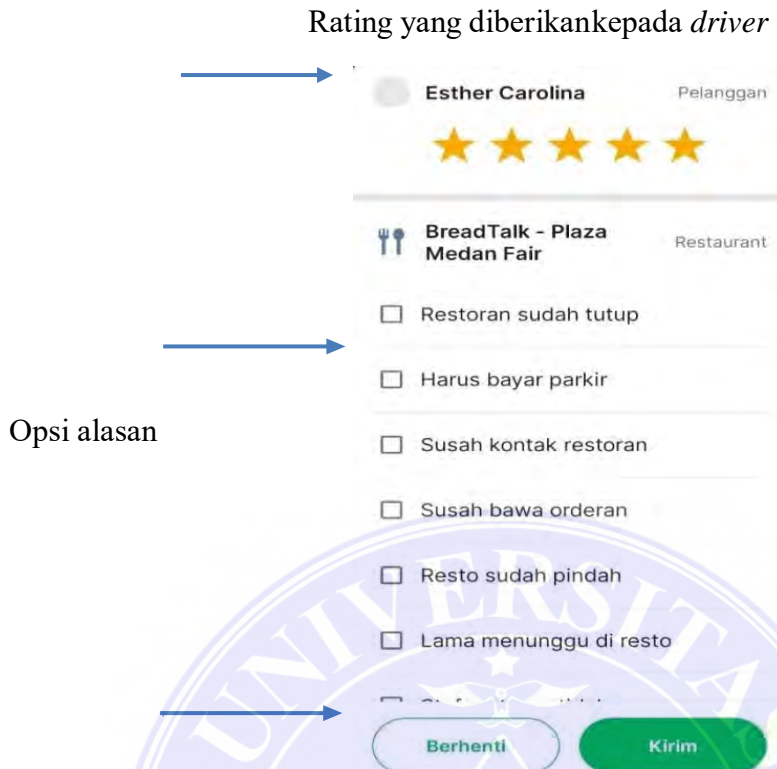 Rating yang diberikankepada driver
Esther Carolina
Pelanggan
BreadTalk - Plaza
Medan Fair
Restaurant
Restoran sudah tutup
Harus bayar parkir
Opsi alasan
Susah kontak restoran
Susah bawa orderan
Resto sudah pindah
Lama menunggu di resto
Berhenti
Kirim
UNIVERSITA